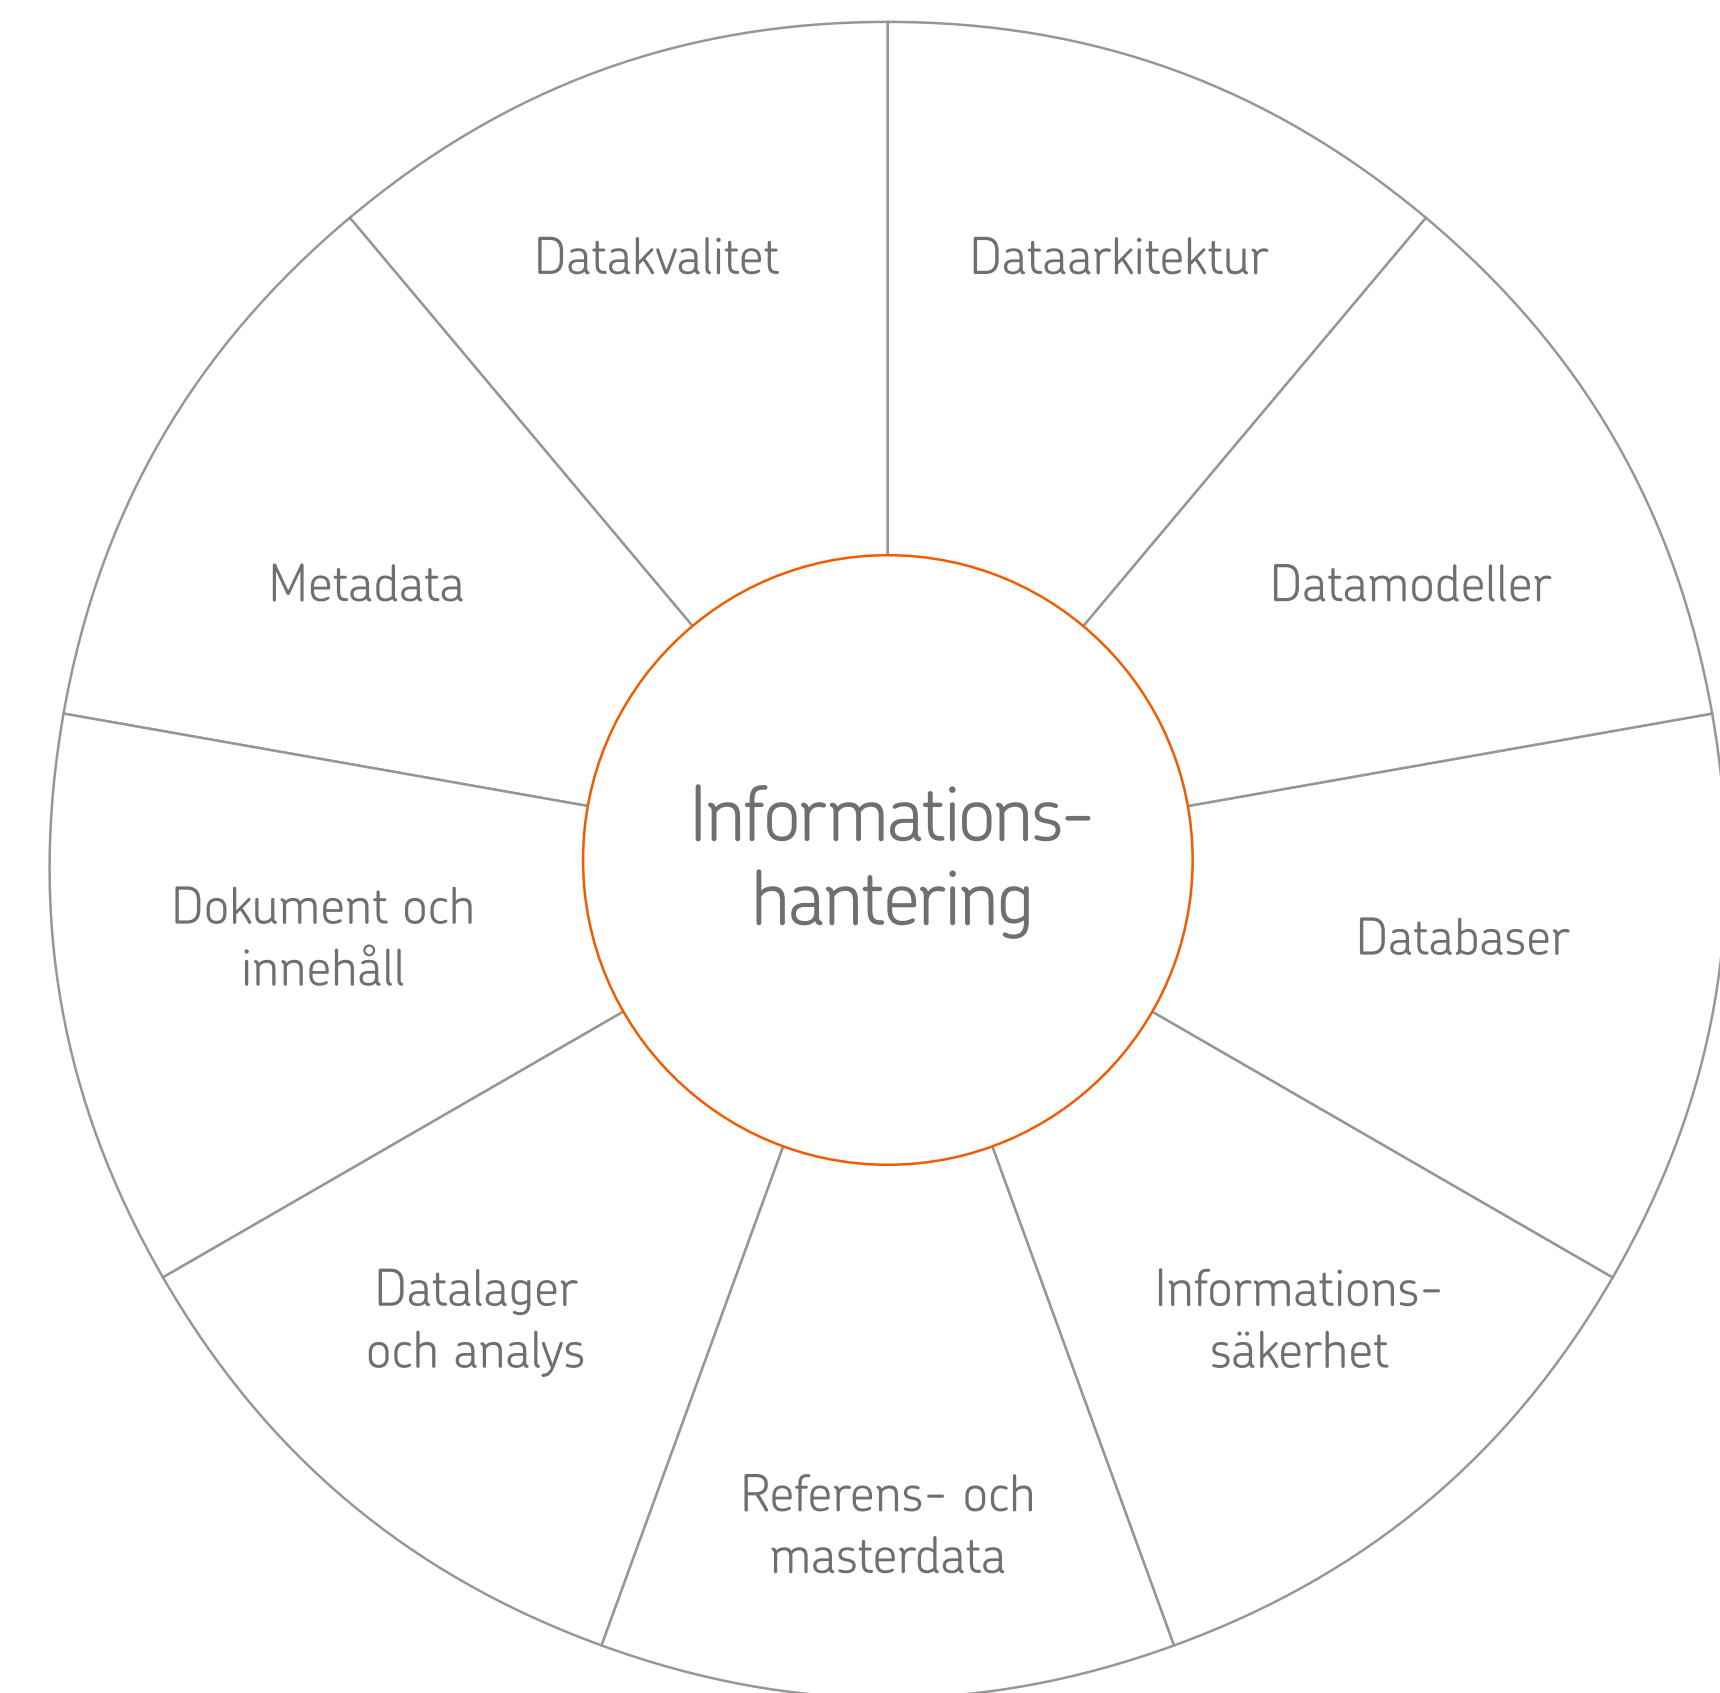 Datakvalitet
Dataarkitektur
Metadata
Datamodeller
Informations-
hantering
Dokument och
innehåll
Databaser
Datalager
och analys
Informations-
säkerhet
Referens- och
masterdata